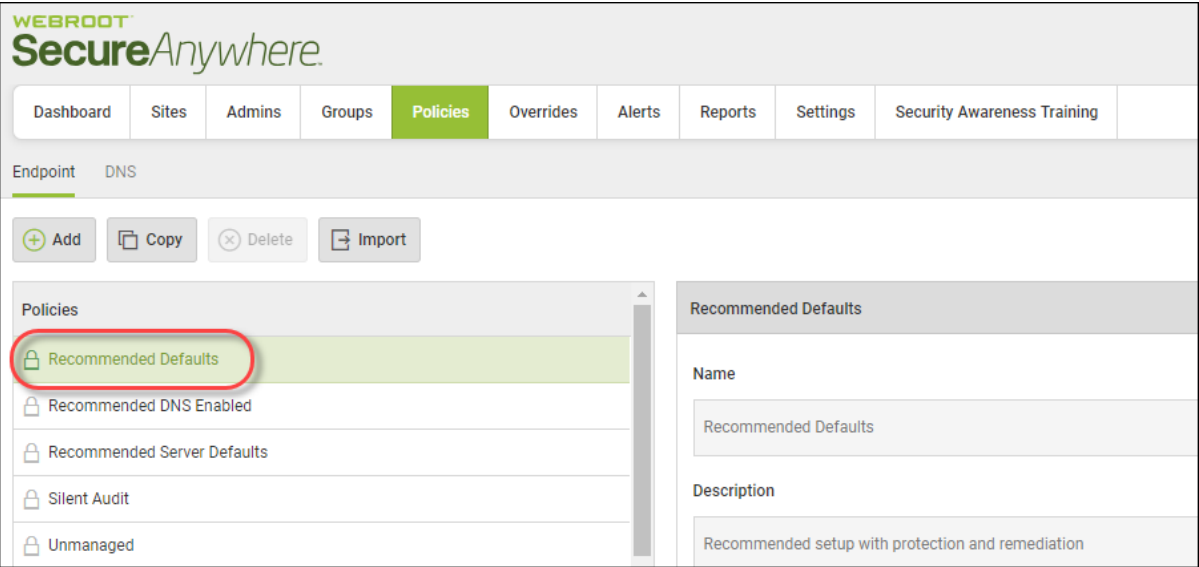 WEBROOT
SecureAnywhere.
Dashboard Sites Admins Groups Policies Overrides Alerts Reports Settings Security Awareness Training
Endpoint DNS
Add Copy Delete Import
Policies
Recommended Defaults
Recommended DNS Enabled
Recommended Server Defaults
Silent Audit
Unmanaged
Recommended Defaults
Name
Recommended Defaults
Description
Recommended setup with protection and remediation